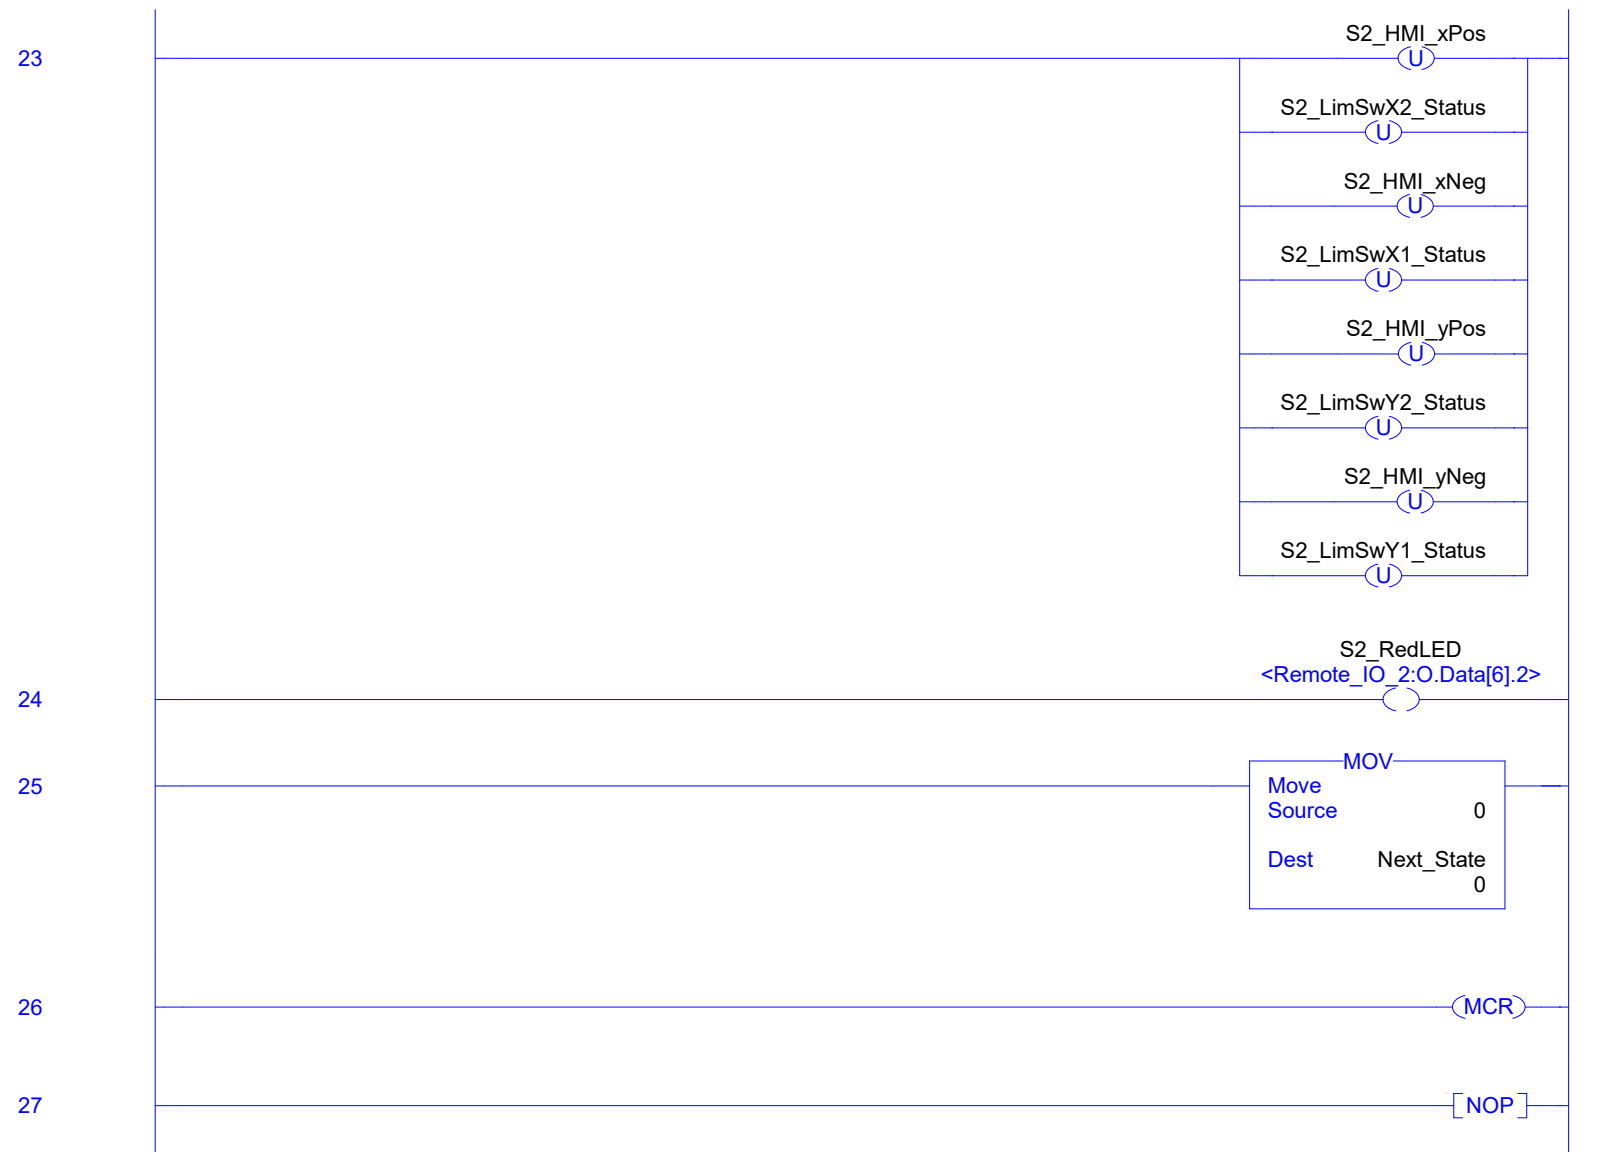 S2_HMI_xPos
23
U
S2_LimSwX2_Status
U
S2_HMI_xNeg
U
S2_LimSwX1_Status
U
S2_HMI_yPos
U
S2_LimSwY2_Status
U
S2_HMI_yNeg
U
S2_LimSwY1_Status
U
S2_RedLED
<Remote_IO_2:O.Data[6].2>
24
MOV
25
Move
Source 0
Dest Next_State
0
26
MCR
27
NOP